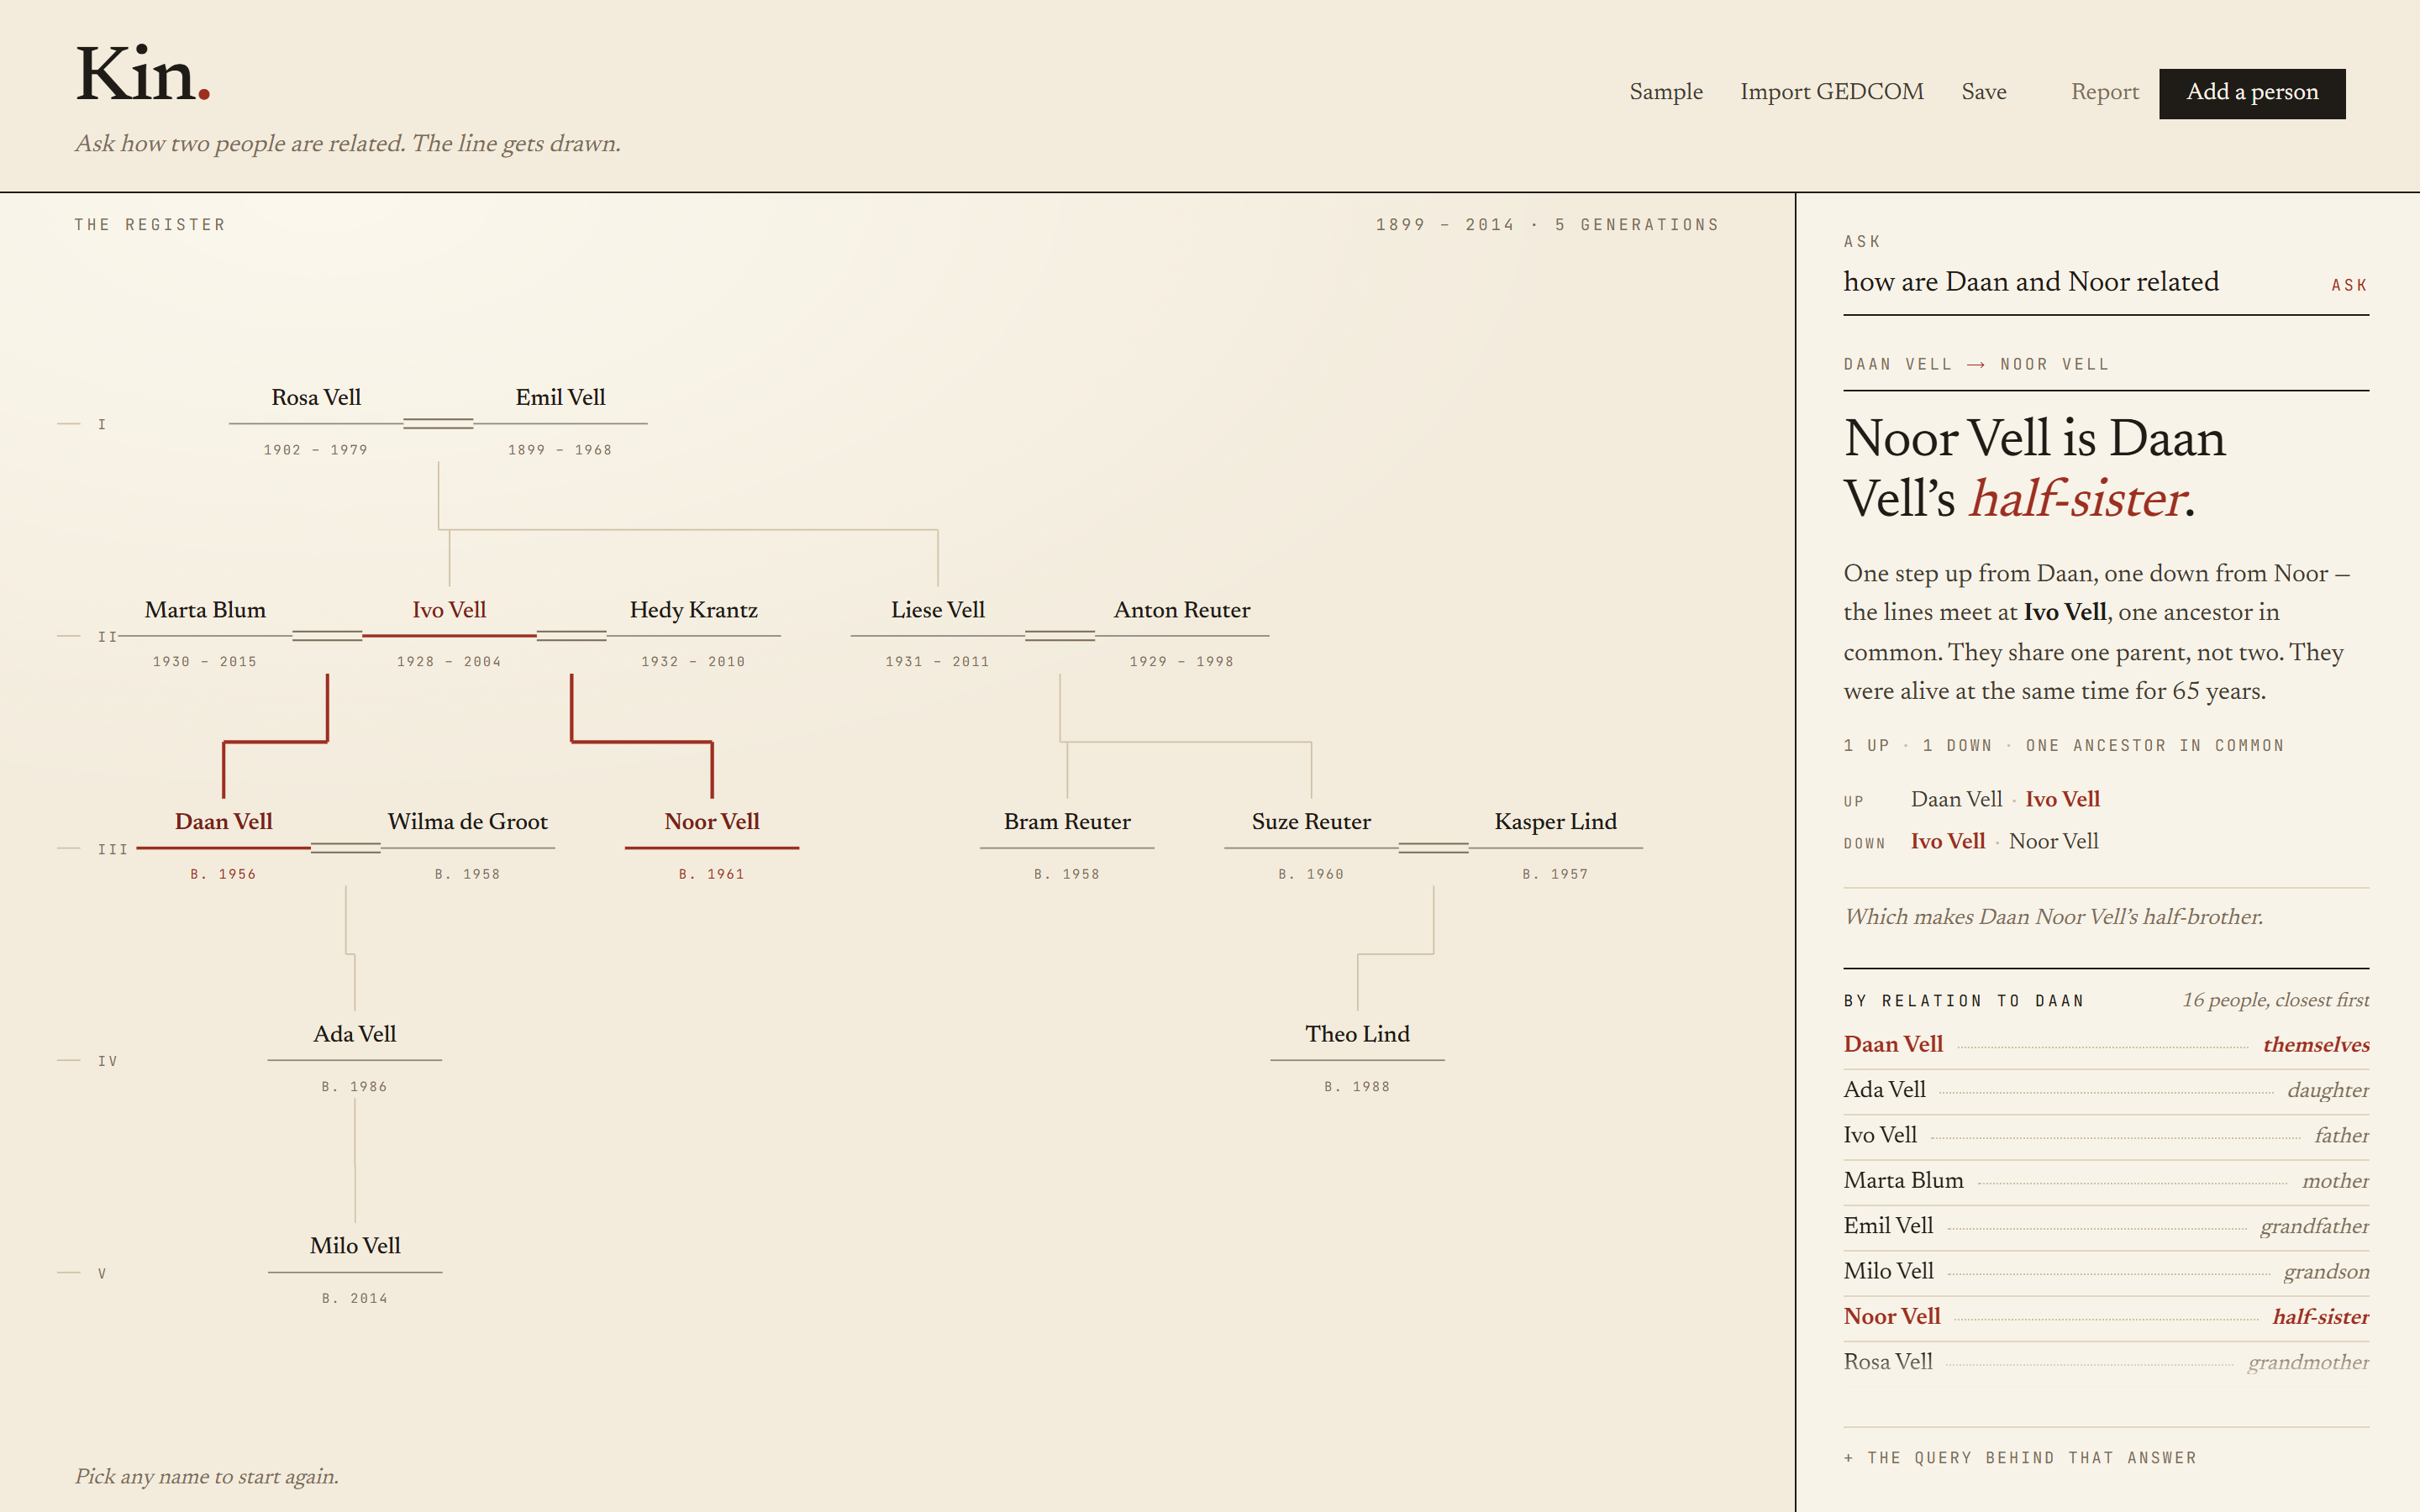 Kin.
Ask how two people are related. The line gets drawn.
Sample Import GEDCOM Save Report Add a person
THE REGISTER
1899 – 2014 · 5 GENERATIONS
Rosa Vell Emil Vell
I
1902 – 1979 1899 – 1968
Marta Blum Ivo Vell Hedy Krantz Liese Vell Anton Reuter
II
1930 – 2015 1928 – 2004 1932 – 2010 1931 – 2011 1929 – 1998
Daan Vell Wilma de Groot Noor Vell Bram Reuter Suze Reuter Kasper Lind
III
B. 1956 B. 1958 B. 1961 B. 1958 B. 1960 B. 1957
Ada Vell Theo Lind
IV
B. 1986 B. 1988
Milo Vell
V
B. 2014
Pick any name to start again.
ASK
how are Daan and Noor related ASK
DAAN VELL → NOOR VELL
Noor Vell is Daan
Vell’s half-sister.
One step up from Daan, one down from Noor —
the lines meet at Ivo Vell, one ancestor in
common. They share one parent, not two. They
were alive at the same time for 65 years.
1 UP · 1 DOWN · ONE ANCESTOR IN COMMON
UP Daan Vell · Ivo Vell
DOWN Ivo Vell · Noor Vell
Which makes Daan Noor Vell’s half-brother.
BY RELATION TO DAAN 16 people, closest first
Daan Vell themselves
Ada Vell daughter
Ivo Vell father
Marta Blum mother
Emil Vell grandfather
Milo Vell grandson
Noor Vell half-sister
Rosa Vell grandmother
+ THE QUERY BEHIND THAT ANSWER